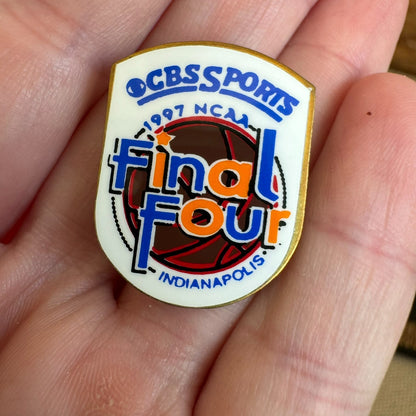 CBS SPORTS
1997 NCAA
Final
Four
INDIANAPOLIS